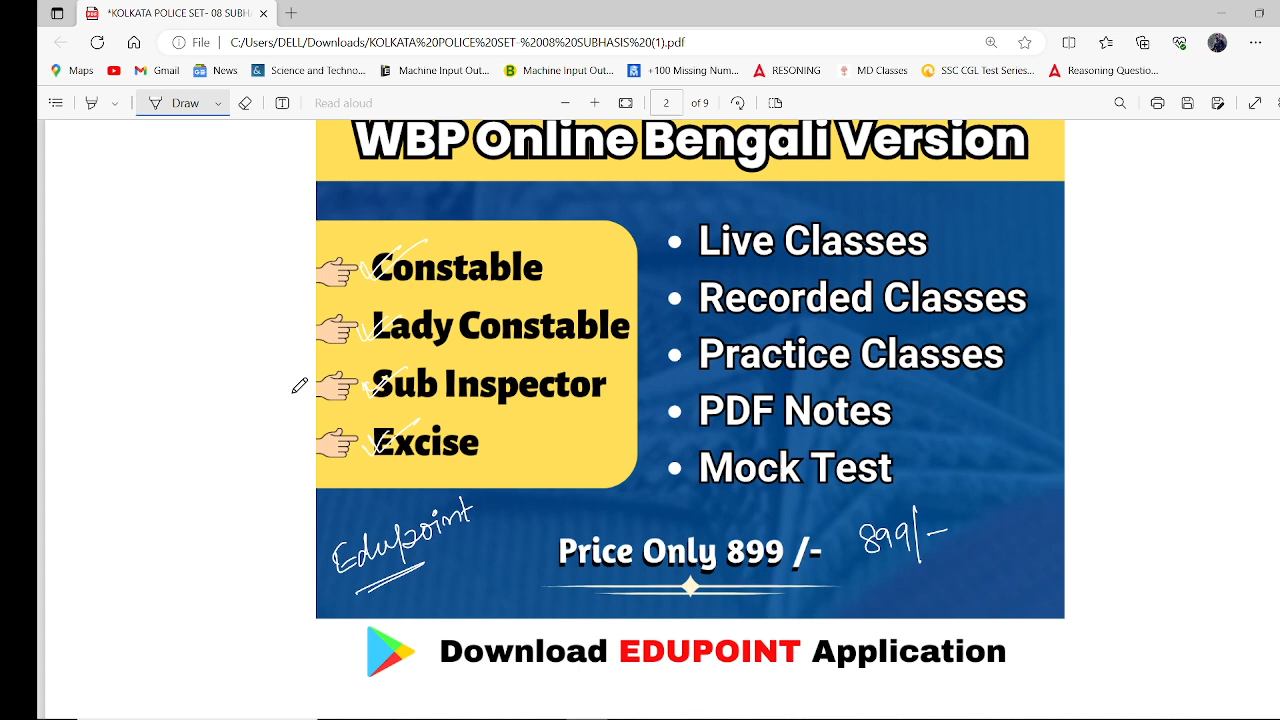 *KOLKATA POLICE SET- 08 SUBH
File C:/Users/DELL/Downloads/KOLKATA%20POLICE%20SET-%2008%20SUBHASIS%20(1).pdf
Maps Gmail News Science and Techno... Machine Input Out... Machine Input Out... +100 Missing Num... RESONING MD Classes SSC CGL Test Series... Reasoning Questio...
Draw Read aloud 2 of 9
WBP Online Bengali Version
Constable
Lady Constable
Sub Inspector
Excise
Live Classes
Recorded Classes
Practice Classes
PDF Notes
Mock Test
Edupoint
Price Only 899 /-
899/-
Download EDUPOINT Application